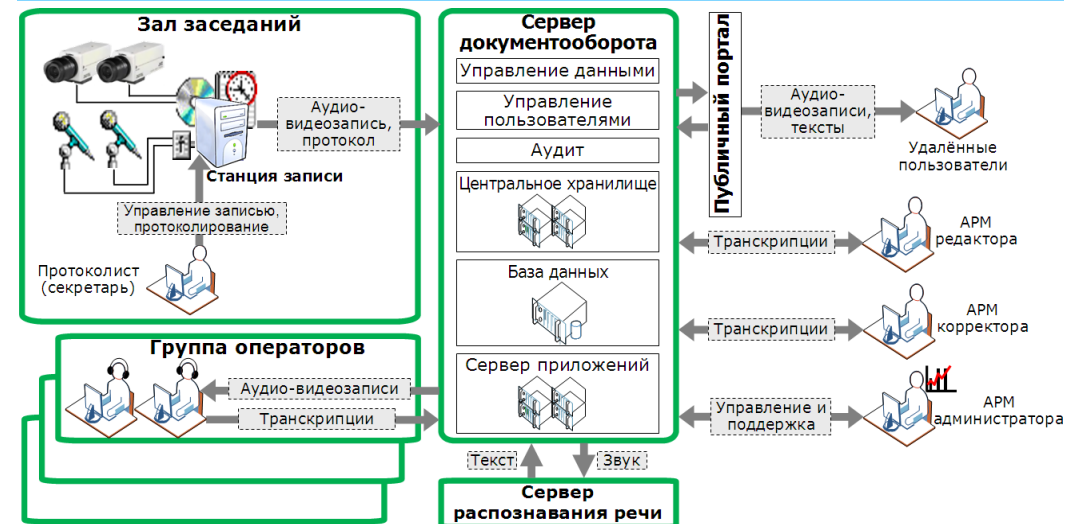 Зал заседаний
Аудио-
видеозапись,
протокол
Станция записи
Управление записью,
протоколирование
Протоколист
(секретарь)
Группа операторов
Аудио-видеозаписи
Транскрипции
Сервер
документооборота
Управление данными
Управление
пользователями
Аудит
Центральное хранилище
База данных
Сервер приложений
Текст
Звук
Сервер
распознавания речи
Публичный портал
Аудио-
видеозаписи,
тексты
Удалённые
пользователи
Транскрипции
АРМ
редактора
Транскрипции
АРМ
корректора
Управление и
поддержка
АРМ
администратора